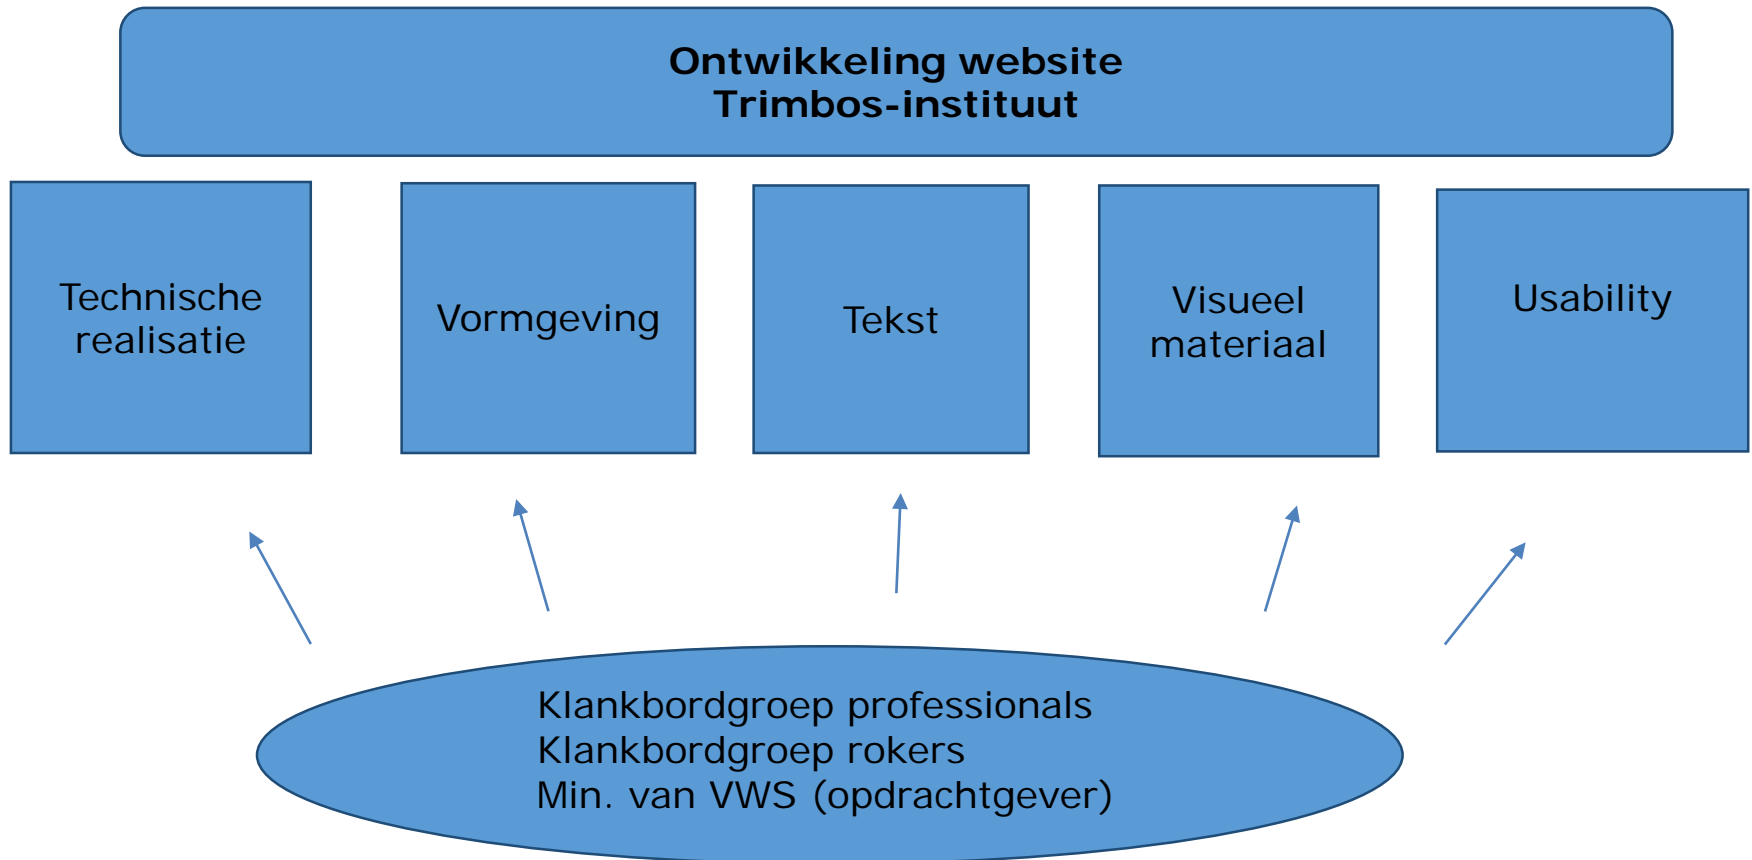 Ontwikkeling website
Trimbos-instituut
Technische
realisatie
Vormgeving
Tekst
Visueel
materiaal
Usability
Klankbordgroep professionals
Klankbordgroep rokers
Min. van VWS (opdrachtgever)